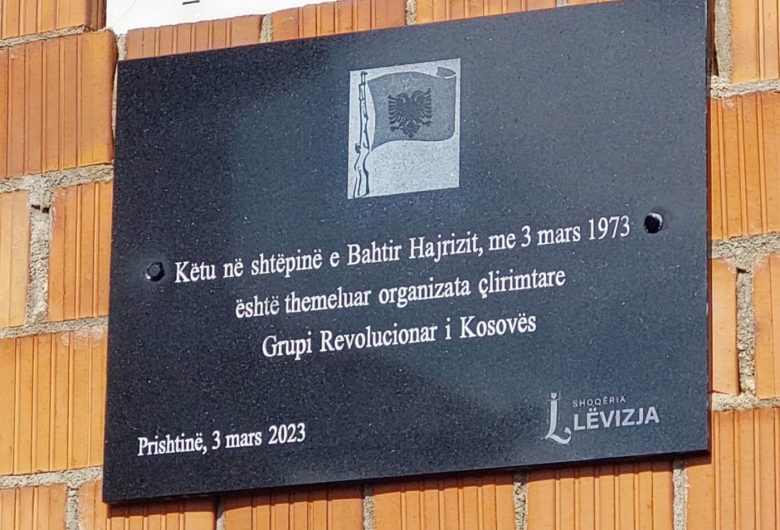 Këtu në shtëpinë e Bahtir Hajrizit, me 3 mars 1973
është themeluar organizata çlirimtare
Grupi Revolucionar i Kosovës
Prishtinë, 3 mars 2023
SHOQËRIA
LËVIZJA